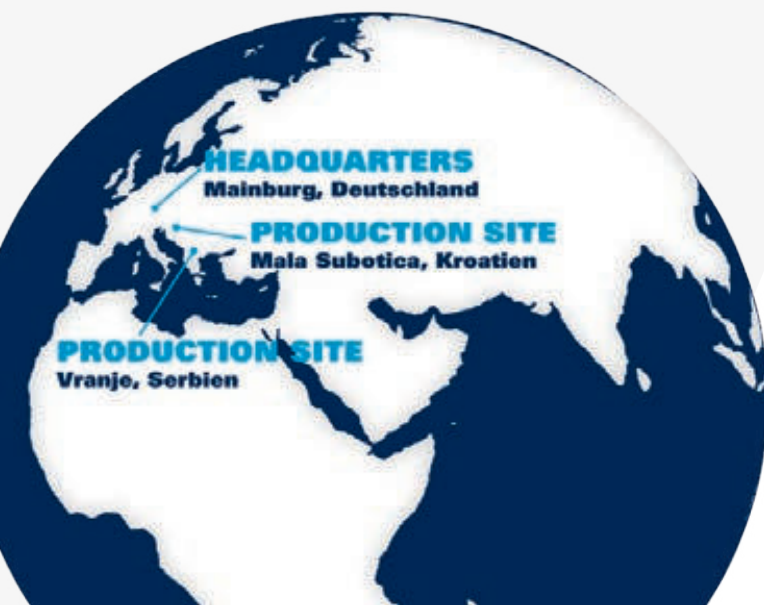 HEADQUARTERS
Mainburg, Deutschland
PRODUCTION SITE
Mala Subotica, Kroatien
PRODUCTION SITE
Vranje, Serbien